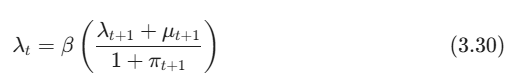 λ_t = β ( (λ_{t+1} + μ_{t+1}) / (1 + π_{t+1}) ) (3.30)